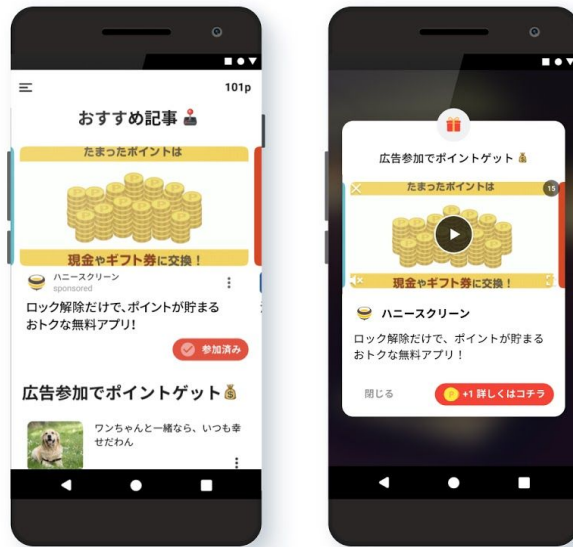 101p
おすすめ記事
たまったポイントは
現金やギフト券に交換！
ハニースクリーン
sponsored
ロック解除だけで、ポイントが貯まる
おトクな無料アプリ！
参加済み
広告参加でポイントゲット
ワンちゃんと一緒なら、いつも幸
せだわん
広告参加でポイントゲット
たまったポイントは
15
現金やギフト券に交換！
ハニースクリーン
ロック解除だけで、ポイントが貯まる
おトクな無料アプリ！
閉じる
P +1 詳しくはコチラ